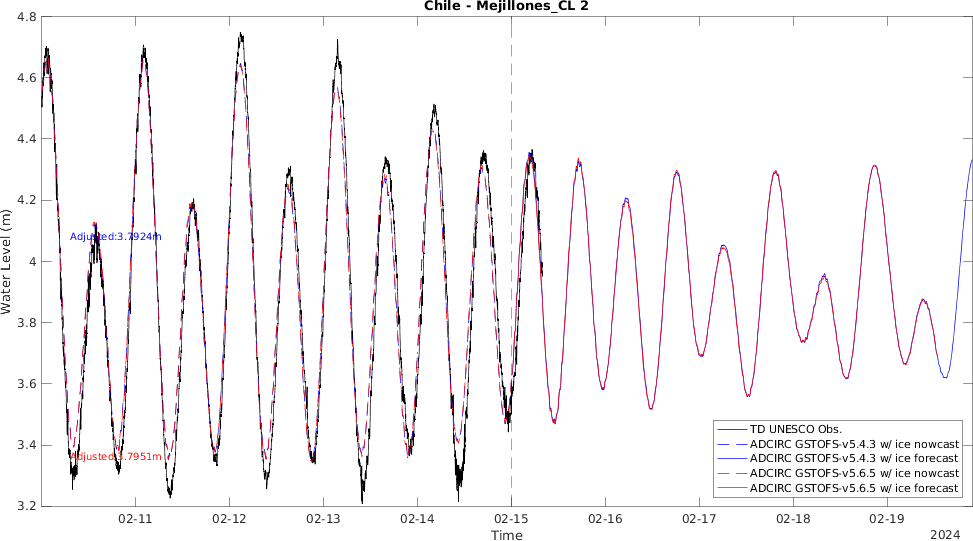 Chile - Mejillones_CL 2
4.8
4.6
4.4
4.2
4
3.8
3.6
3.4
3.2
Water Level (m)
Adjusted:3.7924m
Adjusted:3.7951m
TD UNESCO Obs.
ADCIRC GSTOFS-v5.4.3 w/ ice nowcast
ADCIRC GSTOFS-v5.4.3 w/ ice forecast
ADCIRC GSTOFS-v5.6.5 w/ ice nowcast
ADCIRC GSTOFS-v5.6.5 w/ ice forecast
02-11 02-12 02-13 02-14 02-15 02-16 02-17 02-18 02-19
Time
2024